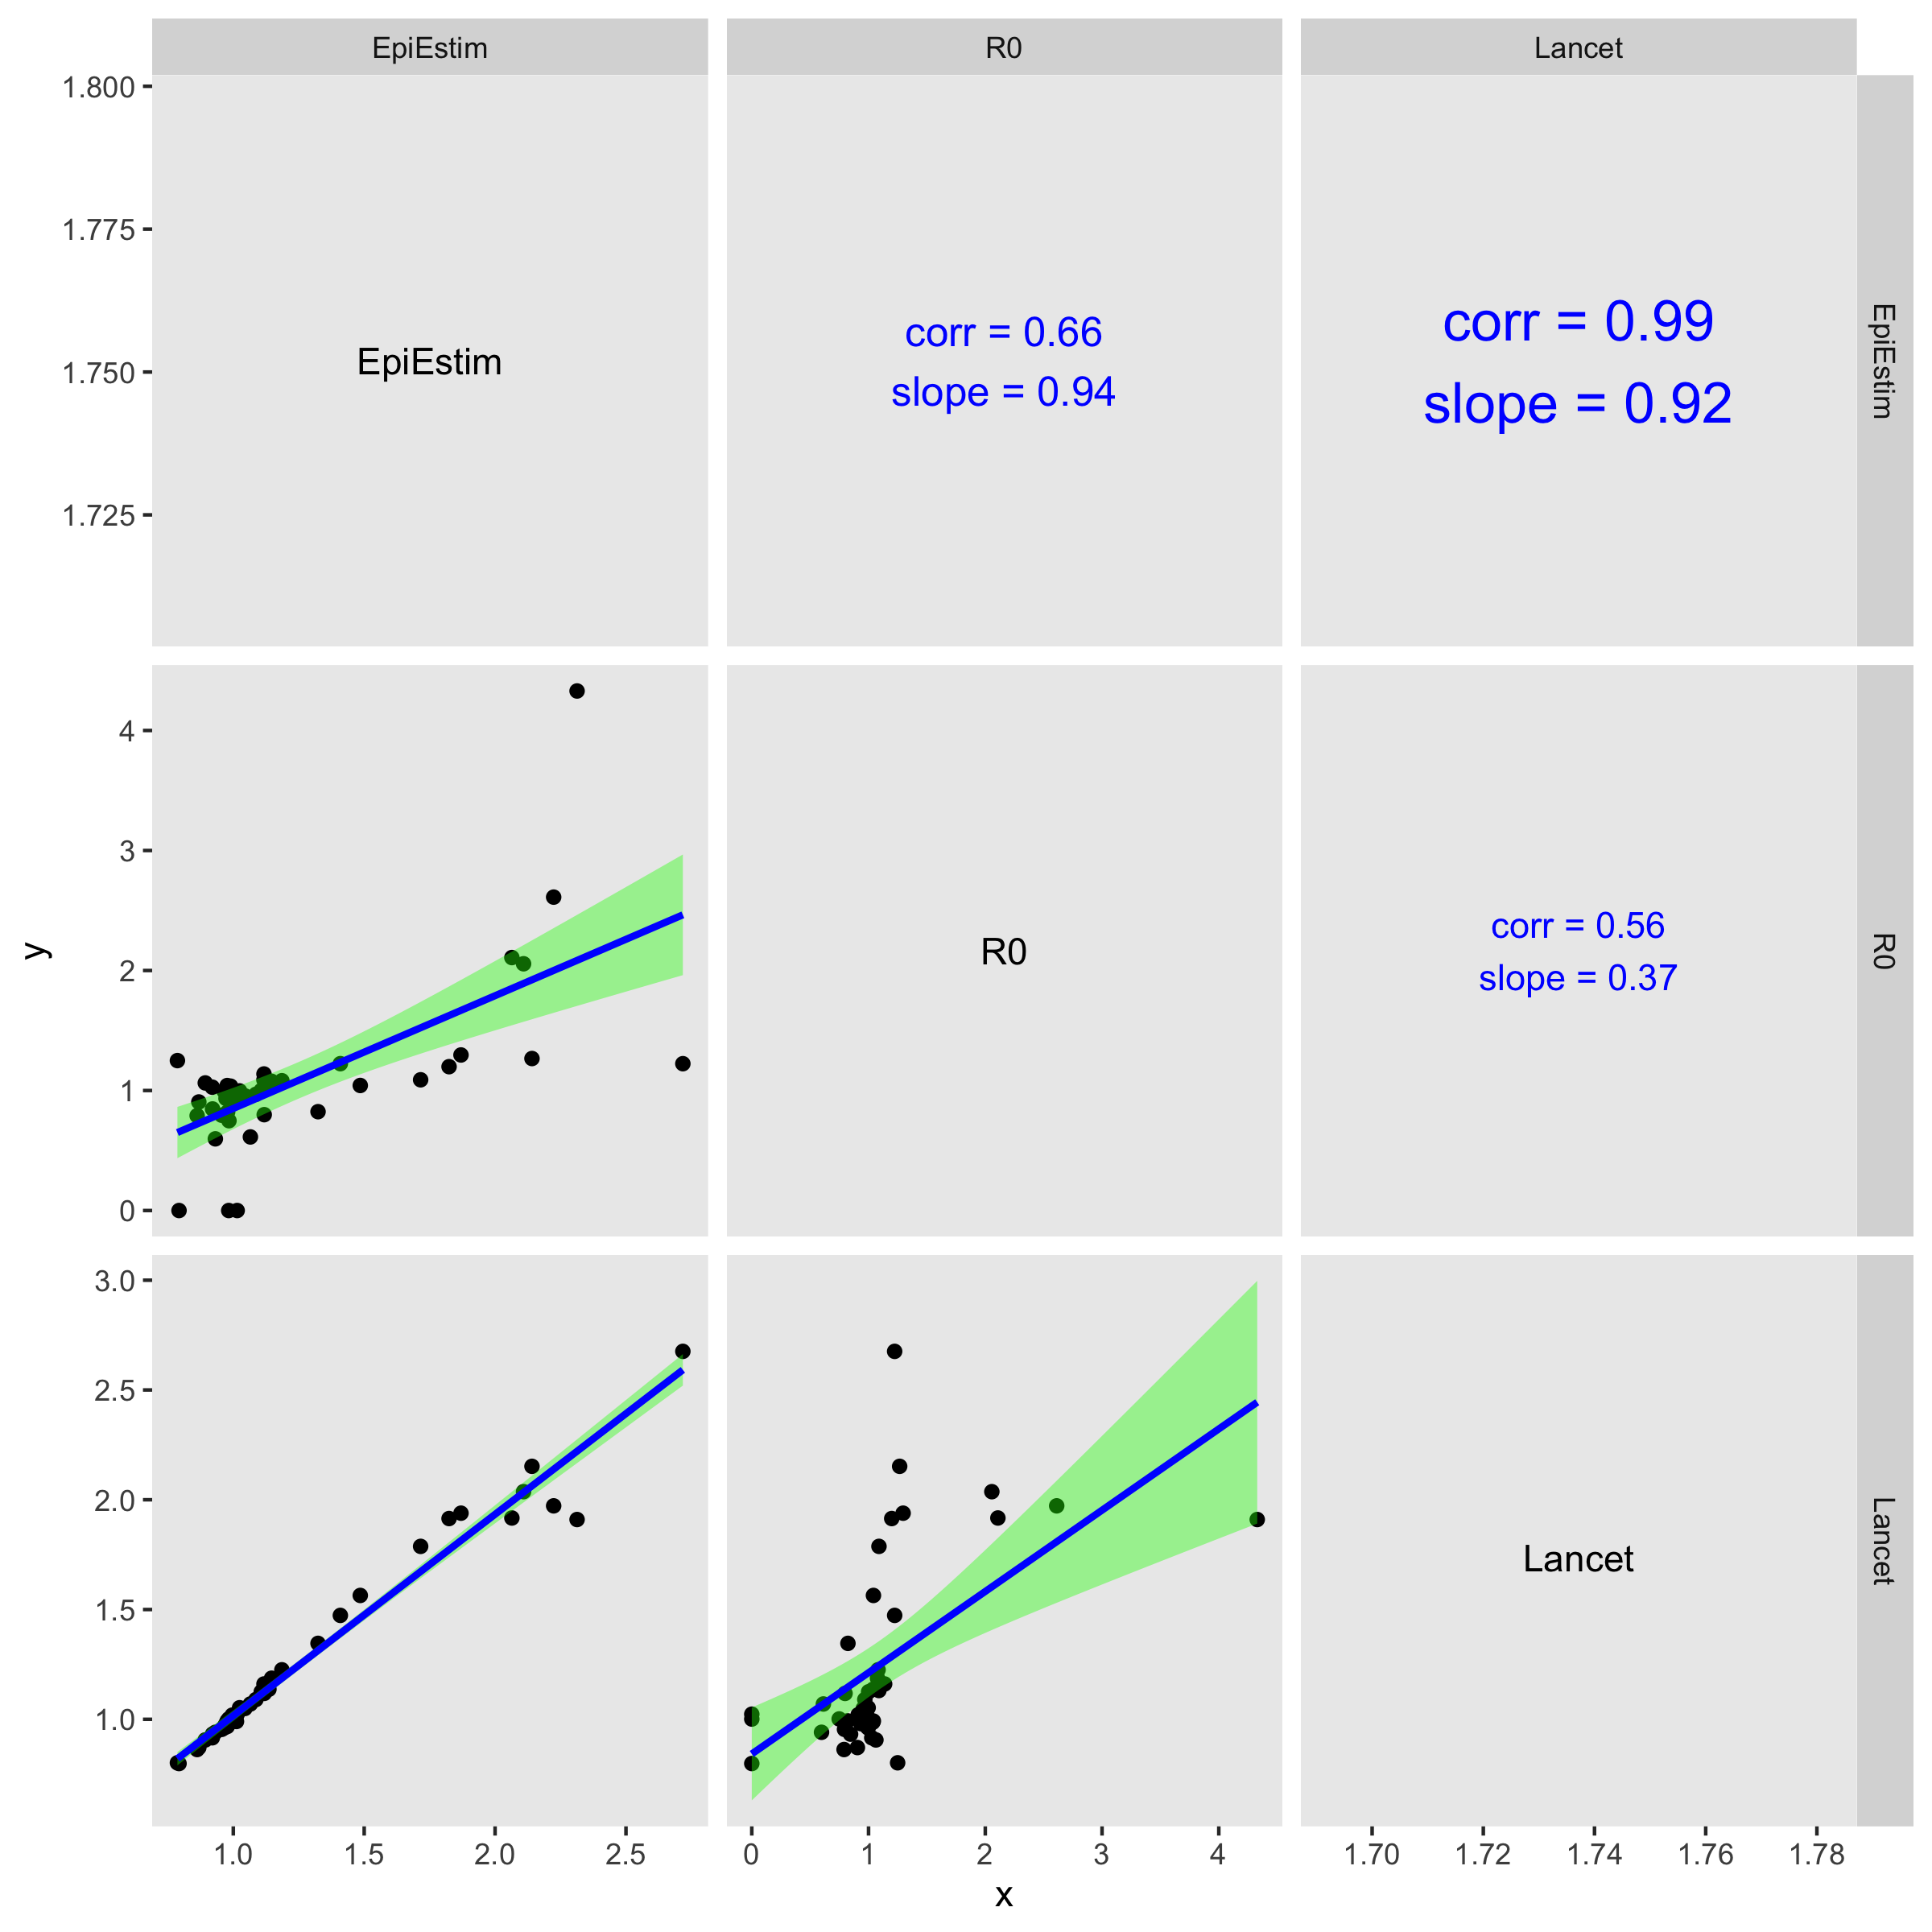 EpiEstim R0 Lancet
1.800
1.775
1.750
1.725
EpiEstim
corr = 0.66
slope = 0.94
corr = 0.99
slope = 0.92
EpiEstim
y
4
3
2
1
0
R0
corr = 0.56
slope = 0.37
R0
3.0
2.5
2.0
1.5
1.0
Lancet
Lancet
1.0 1.5 2.0 2.5 0 1 2 3 4 1.70 1.72 1.74 1.76 1.78
x